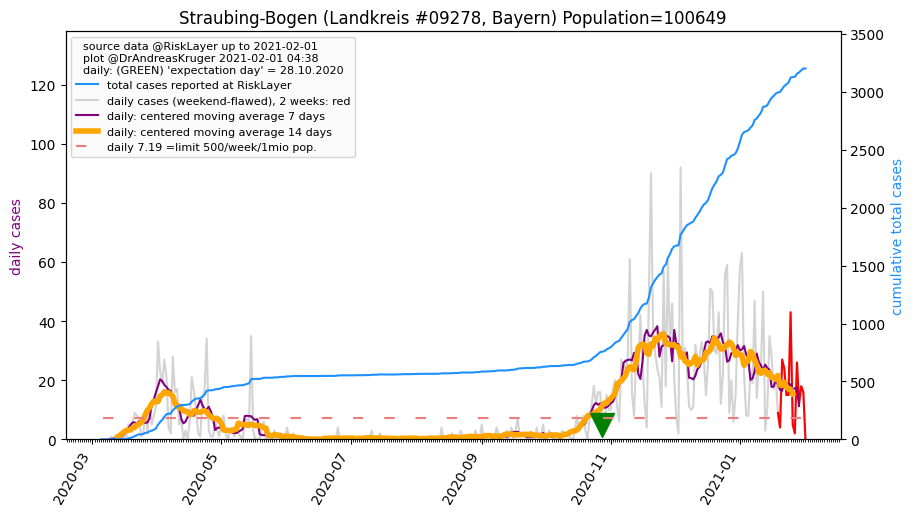 Straubing-Bogen (Landkreis #09278, Bayern) Population=100649
source data @RiskLayer up to 2021-02-01
plot @DrAndreasKruger 2021-02-01 04:38
daily: (GREEN) 'expectation day' = 28.10.2020
total cases reported at RiskLayer
daily cases (weekend-flawed), 2 weeks: red
daily: centered moving average 7 days
daily: centered moving average 14 days
daily 7.19 =limit 500/week/1mio pop.
daily cases
120
100
80
60
40
20
0
cumulative total cases
3500
3000
2500
2000
1500
1000
500
0
2020-03
2020-05
2020-07
2020-09
2020-11
2021-01